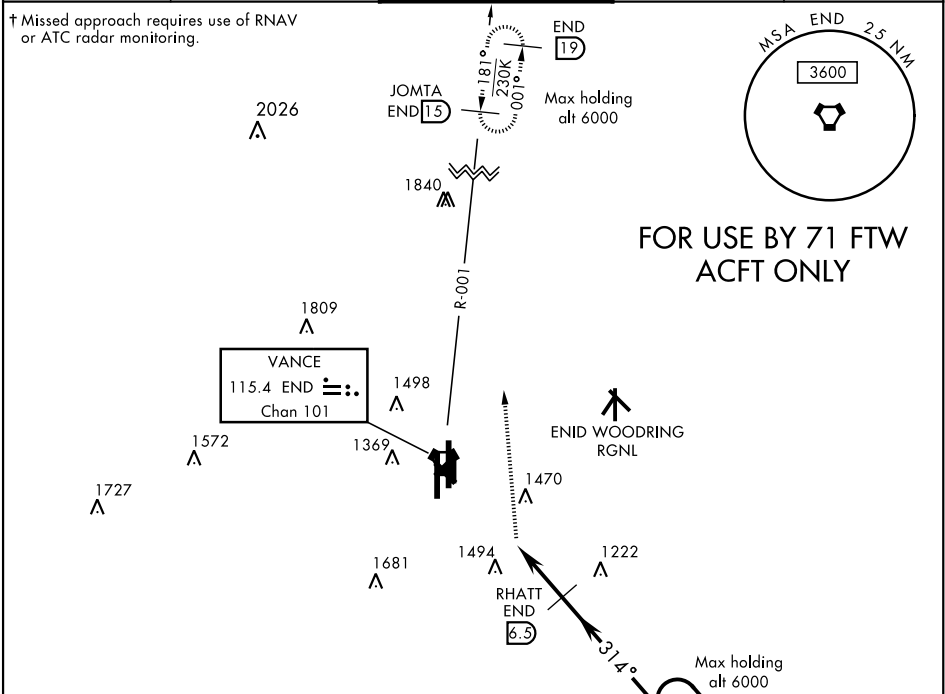 † Missed approach requires use of RNAV
or ATC radar monitoring.
END
19
181°
230K
001°
JOMTA
END 15
Max holding
alt 6000
MSA END 25 NM
3600
2026
1840
FOR USE BY 71 FTW
ACFT ONLY
R-001
1809
VANCE
115.4 END
Chan 101
1498
ENID WOODRING
RGNL
1572
1369
1470
1727
1494
1222
1681
RHATT
END
6.5
314°
Max holding
alt 6000